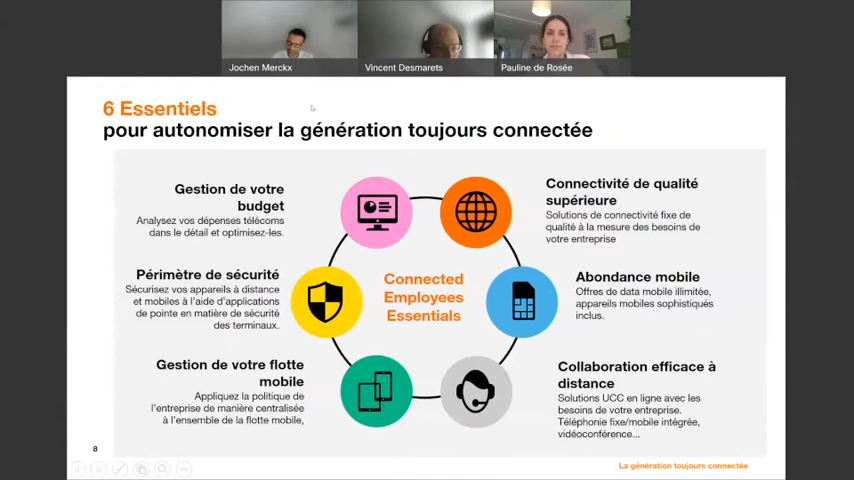 Jochen Merckx
Vincent Desmarets
Pauline de Rosée
6 Essentiels
pour autonomiser la génération toujours connectée
Gestion de votre
budget
Analysez vos dépenses télécoms
dans le détail et optimisez-les.
Connectivité de qualité
supérieure
Solutions de connectivité fixe de
qualité à la mesure des besoins de
votre entreprise
Périmètre de sécurité
Sécurisez vos appareils à distance
et mobiles à l'aide d'applications
de pointe en matière de sécurité
des terminaux.
Connected
Employees
Essentials
Abondance mobile
Offres de data mobile illimitée,
appareils mobiles sophistiqués
inclus.
Gestion de votre flotte
mobile
Appliquez la politique de
l'entreprise de manière centralisée
à l'ensemble de la flotte mobile,
Collaboration efficace à
distance
Solutions UCC en ligne avec les
besoins de votre entreprise.
Téléphonie fixe/mobile intégrée,
vidéoconférence...
8
La génération toujours connectée